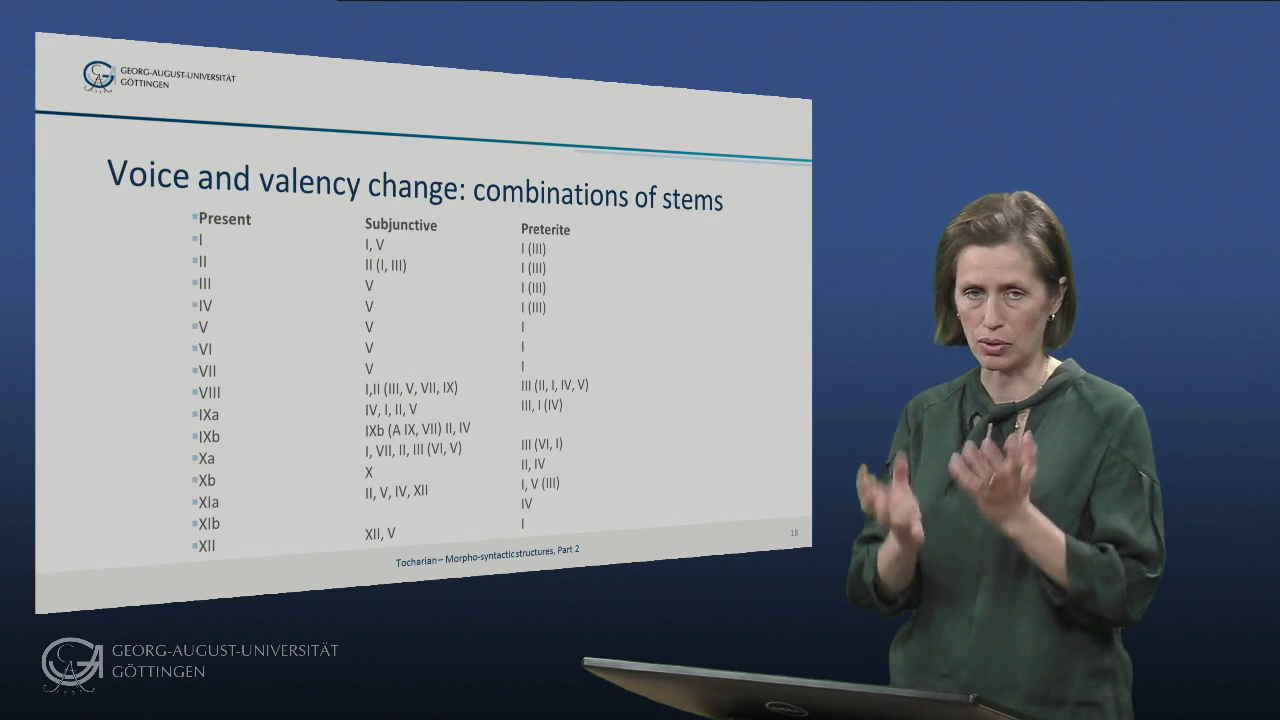 GEORG-AUGUST-UNIVERSITÄT
GÖTTINGEN
Voice and valency change: combinations of stems
Present Subjunctive Preterite
I I, V I (III)
II II (I, III) I (III)
III V I (III)
IV V I (III)
V V I
VI V I
VII V I
VIII I,II (III, V, VII, IX) III (II, I, IV, V)
IXa IV, I, II, V III, I (IV)
IXb IXb (A IX, VII) II, IV
Xa I, VII, II, III (VI, V) III (VI, I)
Xb X II, IV
XIa II, V, IV, XII I, V (III)
XIb IV
XII XII, V I
Tocharian – Morpho-syntactic structures, Part 2
18
GEORG-AUGUST-UNIVERSITÄT
GÖTTINGEN
DELL